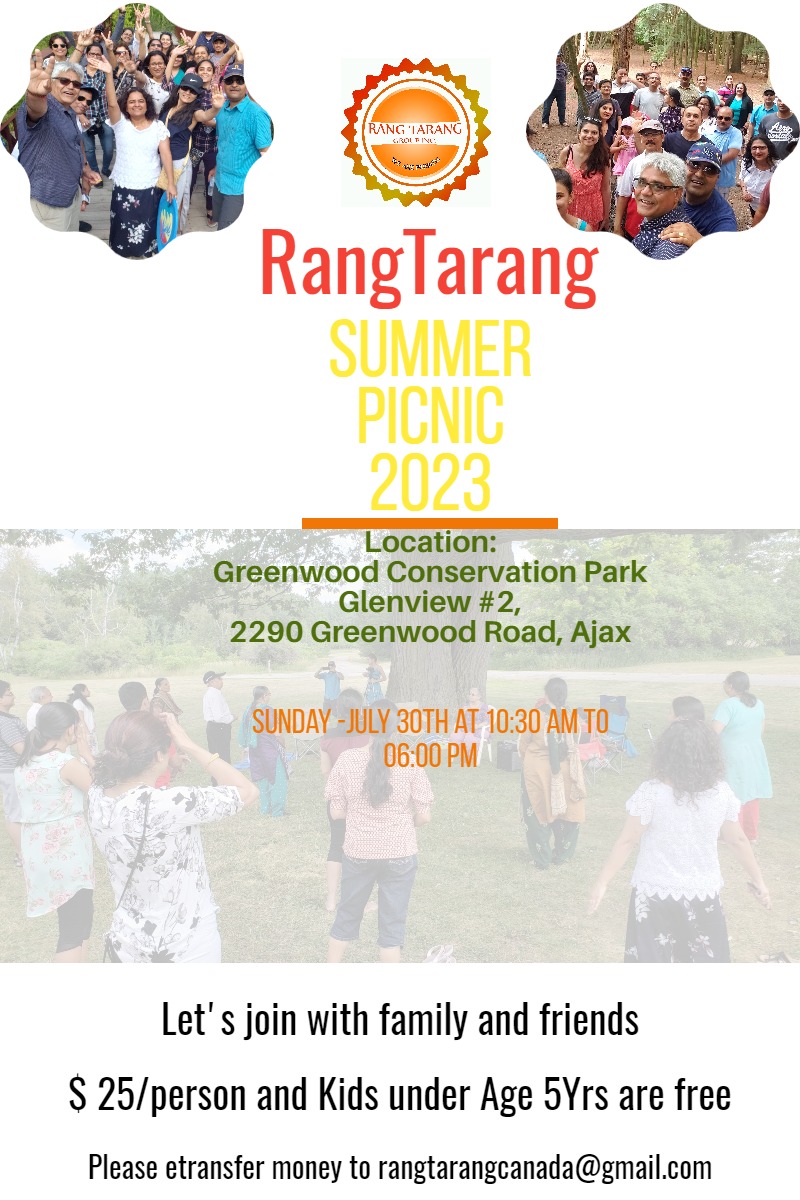 RANG TARANG
GROUP INC.
RangTarang
SUMMER
PICNIC
2023
Location:
Greenwood Conservation Park
Glenview #2,
2290 Greenwood Road, Ajax
SUNDAY -JULY 30TH AT 10:30 AM TO
06:00 PM
Let's join with family and friends
$ 25/person and Kids under Age 5Yrs are free
Please etransfer money to rangtarangcanada@gmail.com